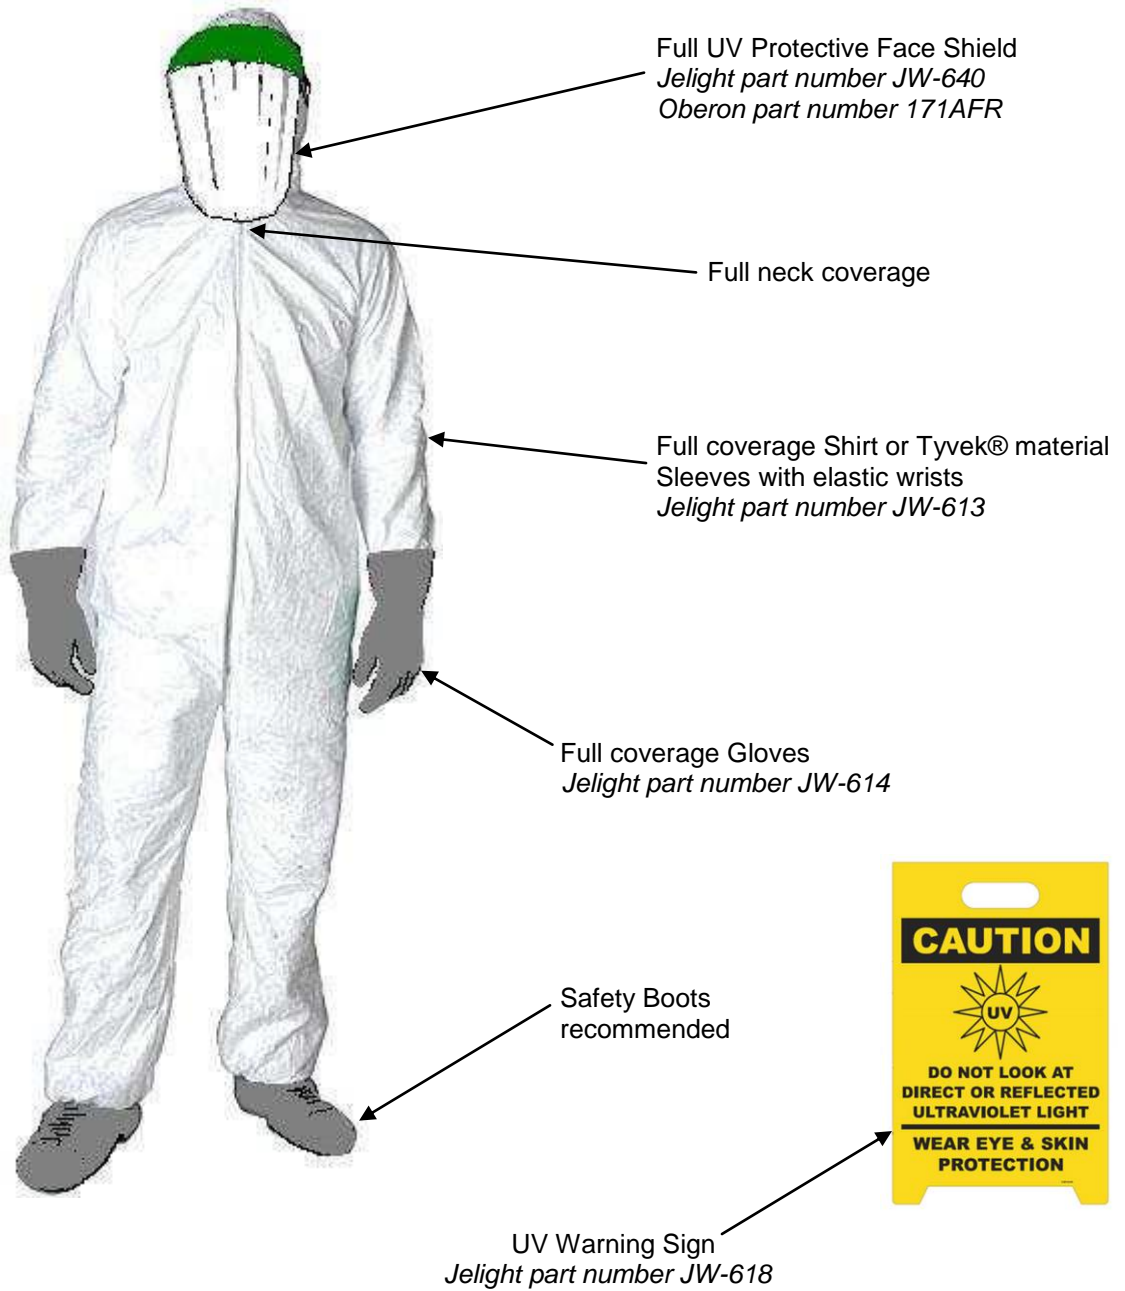 Full UV Protective Face Shield
Jelight part number JW-640
Oberon part number 171AFR
Full neck coverage
Full coverage Shirt or Tyvek® material
Sleeves with elastic wrists
Jelight part number JW-613
Full coverage Gloves
Jelight part number JW-614
Safety Boots
recommended
CAUTION
UV
DO NOT LOOK AT
DIRECT OR REFLECTED
ULTRAVIOLET LIGHT
WEAR EYE & SKIN
PROTECTION
UV Warning Sign
Jelight part number JW-618